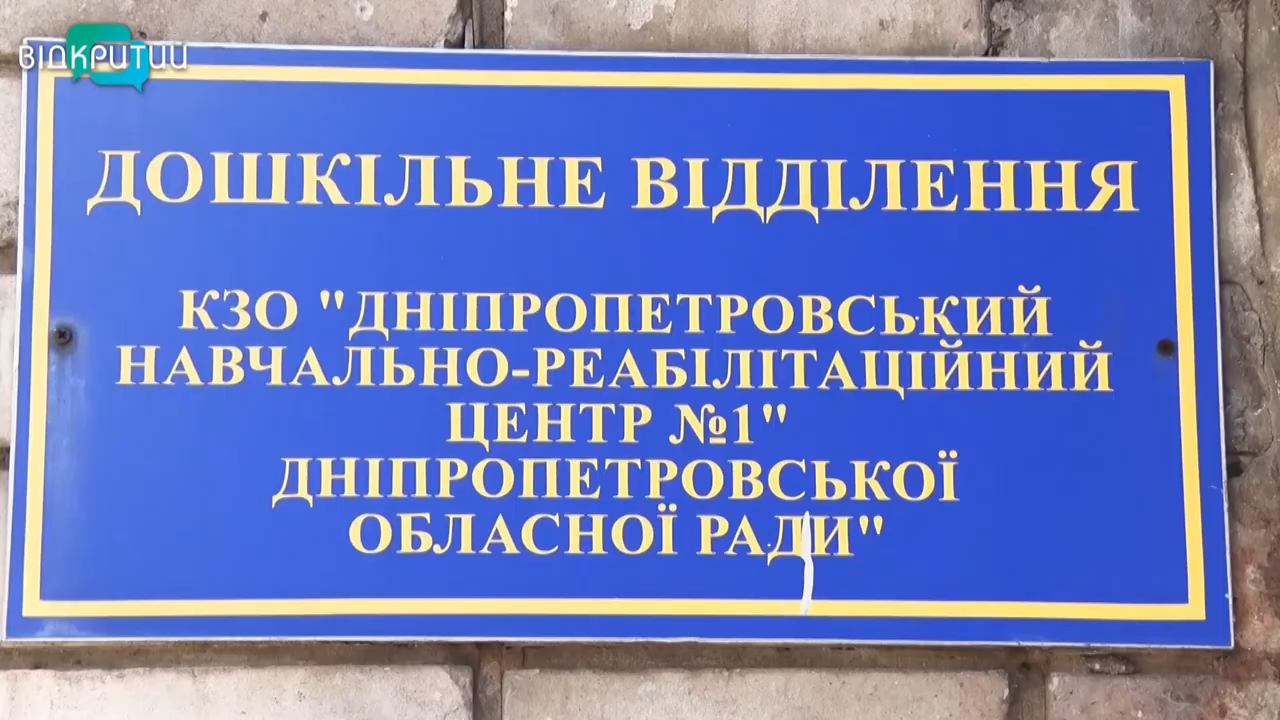 ВІДКРИТИЙ
ДОШКІЛЬНЕ ВІДДІЛЕННЯ
КЗО "ДНІПРОПЕТРОВСЬКИЙ
НАВЧАЛЬНО-РЕАБІЛІТАЦІЙНИЙ
ЦЕНТР №1"
ДНІПРОПЕТРОВСЬКОЇ
ОБЛАСНОЇ РАДИ"